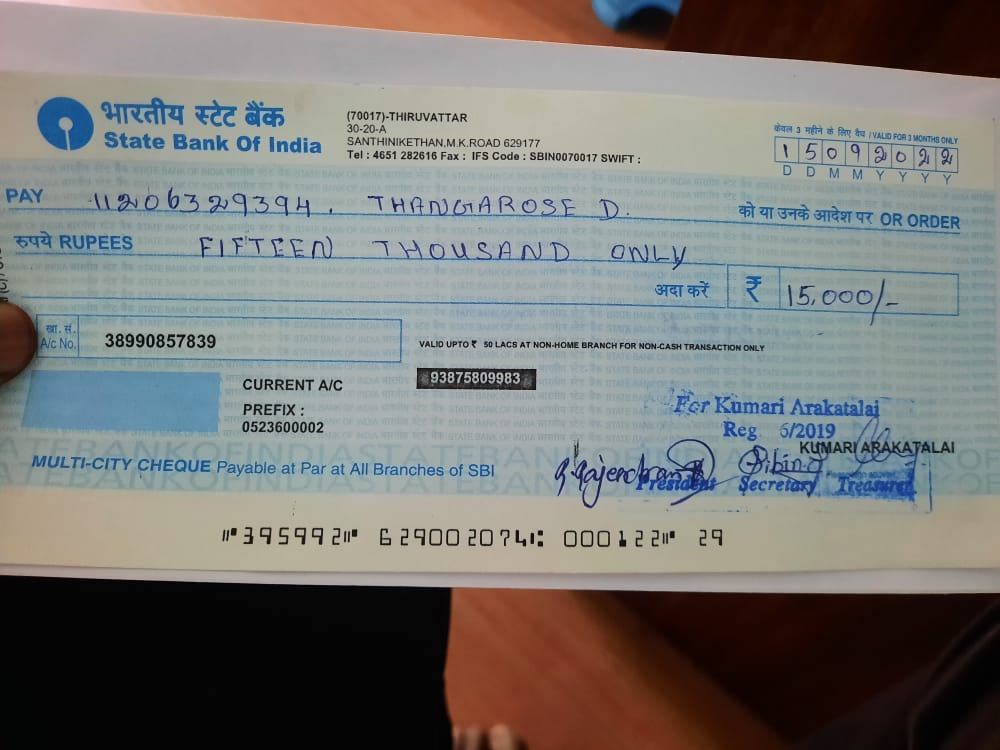 भारतीय स्टेट बैंक
State Bank Of India
(70017)-THIRUVATTAR
30-20-A
SANTHINIKETHAN,M.K.ROAD 629177
Tel : 4651 282616 Fax : IFS Code : SBIN0070017 SWIFT :
केवल 3 महीने के लिए वैध / VALID FOR 3 MONTHS ONLY
1 5 0 9 2 0 2 2
D D M M Y Y Y Y
PAY 11206329394. THANGAROSE D. को या उनके आदेश पर OR ORDER
रुपये RUPEES FIFTEEN THOUSAND ONLY
अदा करें ₹ 15,000/-
खा. सं.
A/c No. 38990857839
VALID UPTO ₹ 50 LACS AT NON-HOME BRANCH FOR NON-CASH TRANSACTION ONLY
93875809983
CURRENT A/C
PREFIX :
0523600002
For Kumari Arakatalai
Reg 6/2019
KUMARI ARAKATALAI
President Secretary Treasurer
MULTI-CITY CHEQUE Payable at Par at All Branches of SBI
⑈395992⑈ 629002074⑆ 000122⑈ 29